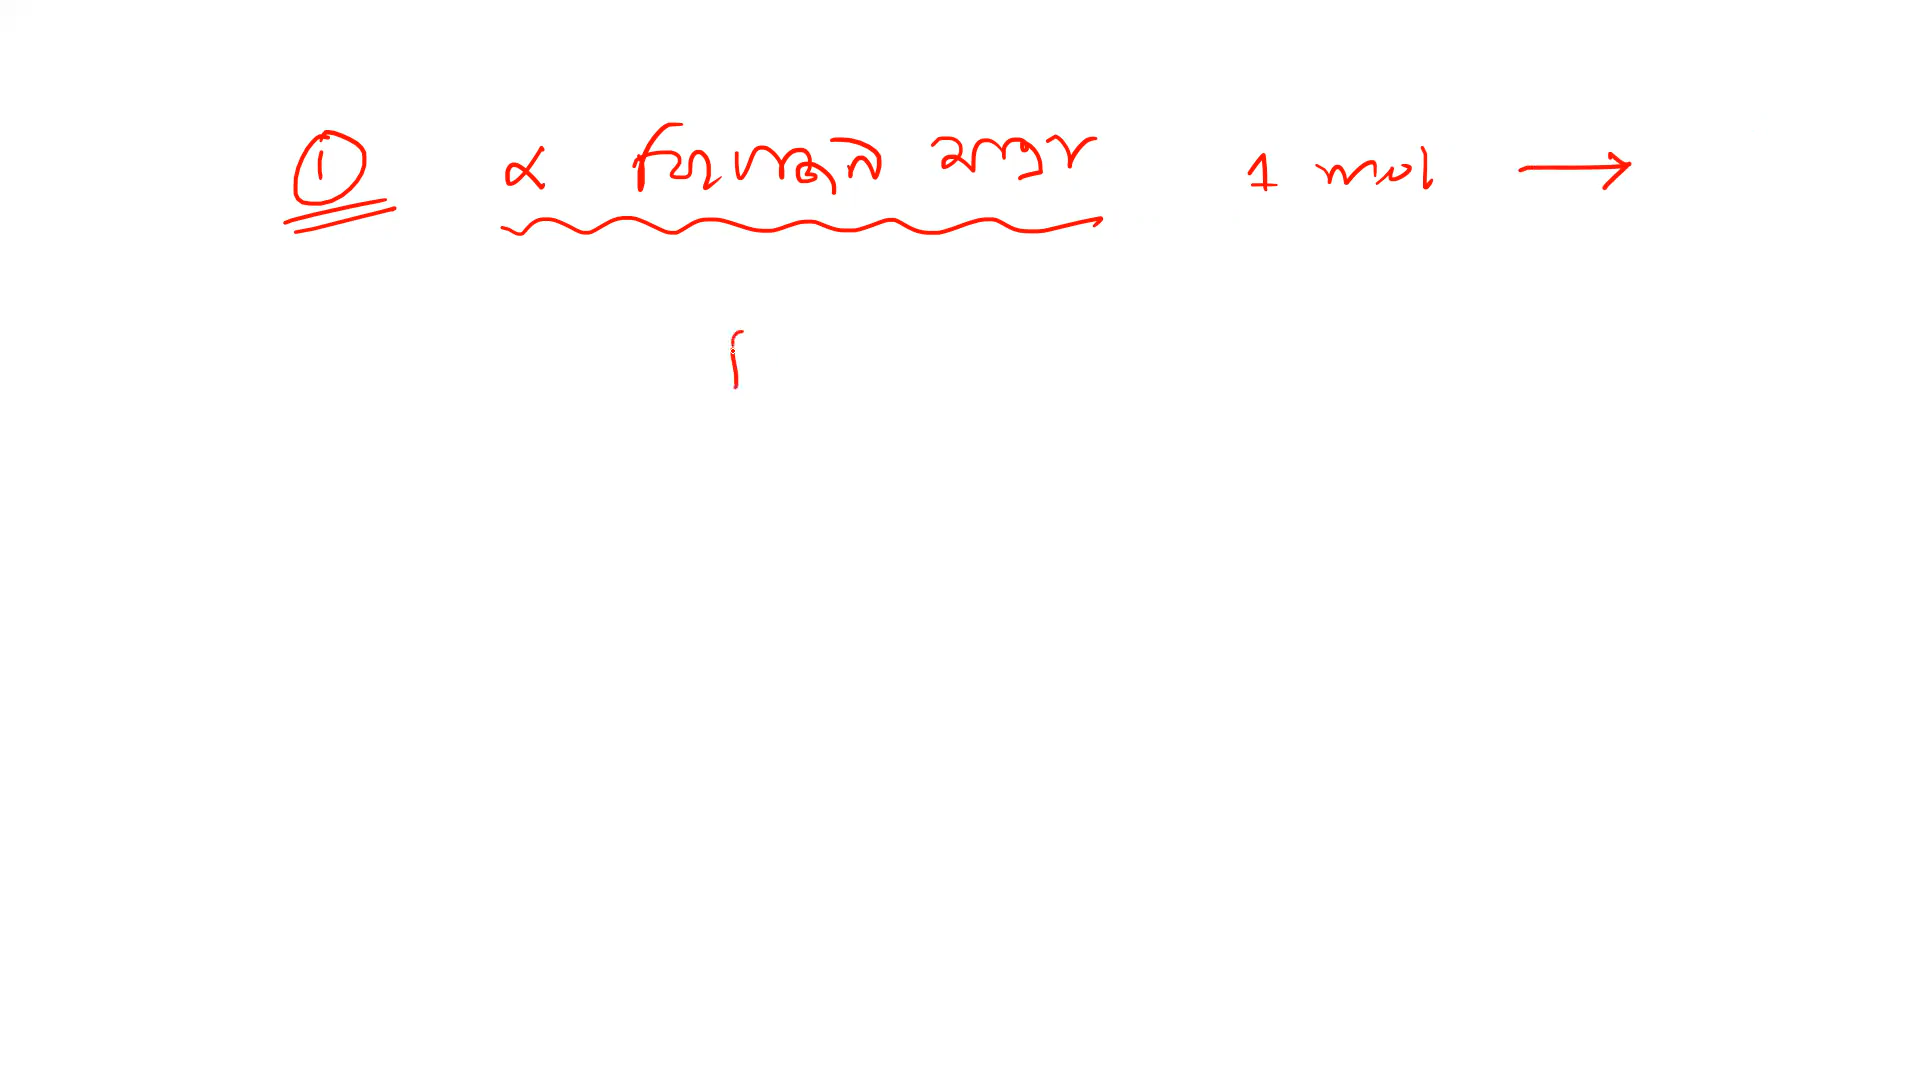 ① α বিয়োজন মাত্রা 1 mol →